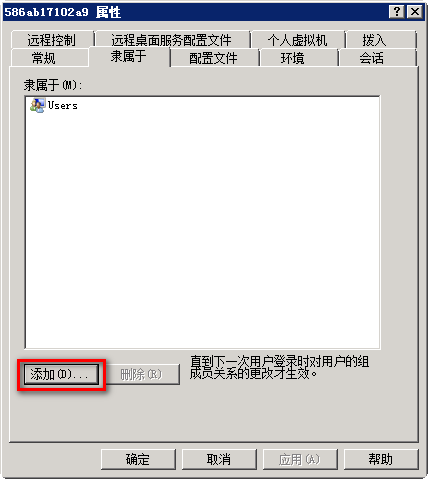 586ab17102a9 属性
远程控制 远程桌面服务配置文件 个人虚拟机 拨入
常规 隶属于 配置文件 环境 会话
隶属于(M):
Users
添加(D)... 删除(R) 直到下一次用户登录时对用户的组
成员关系的更改才生效。
确定 取消 应用(A) 帮助